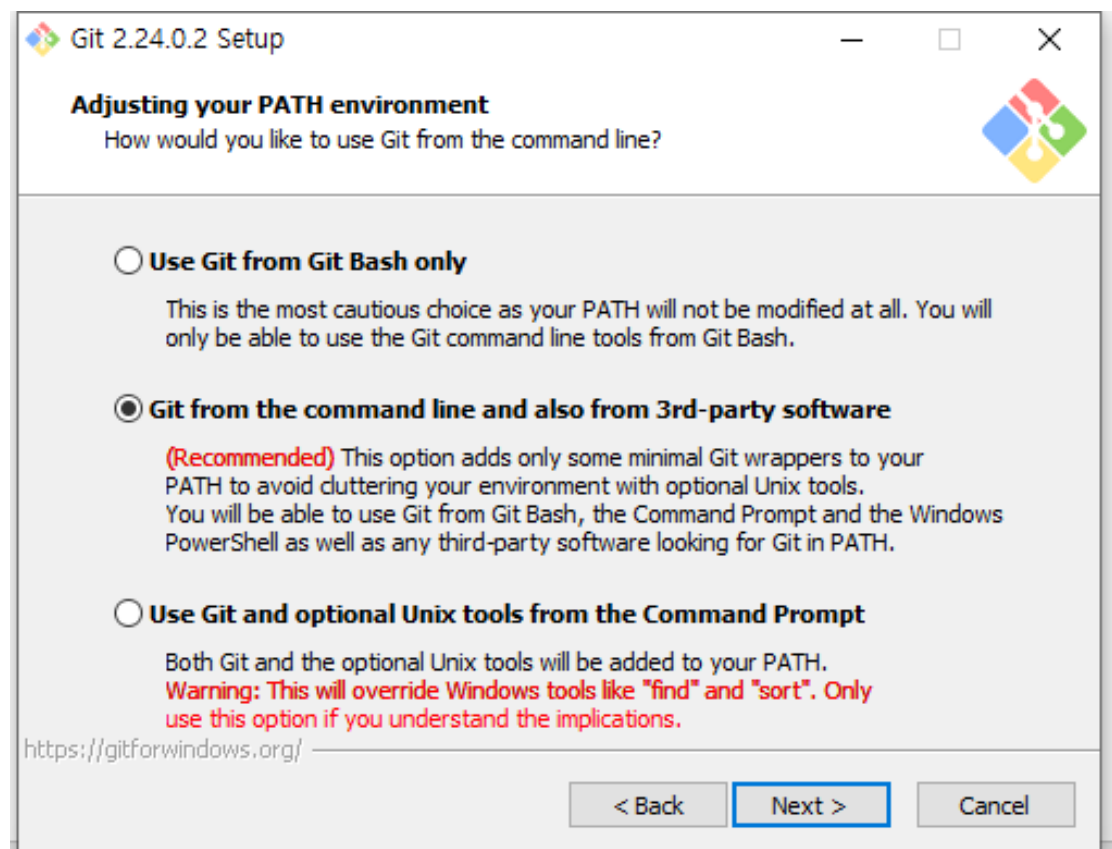 Git 2.24.0.2 Setup
Adjusting your PATH environment
How would you like to use Git from the command line?
Use Git from Git Bash only
This is the most cautious choice as your PATH will not be modified at all. You will
only be able to use the Git command line tools from Git Bash.
Git from the command line and also from 3rd-party software
(Recommended) This option adds only some minimal Git wrappers to your
PATH to avoid cluttering your environment with optional Unix tools.
You will be able to use Git from Git Bash, the Command Prompt and the Windows
PowerShell as well as any third-party software looking for Git in PATH.
Use Git and optional Unix tools from the Command Prompt
Both Git and the optional Unix tools will be added to your PATH.
Warning: This will override Windows tools like "find" and "sort". Only
use this option if you understand the implications.
https://gitforwindows.org/
< Back Next > Cancel